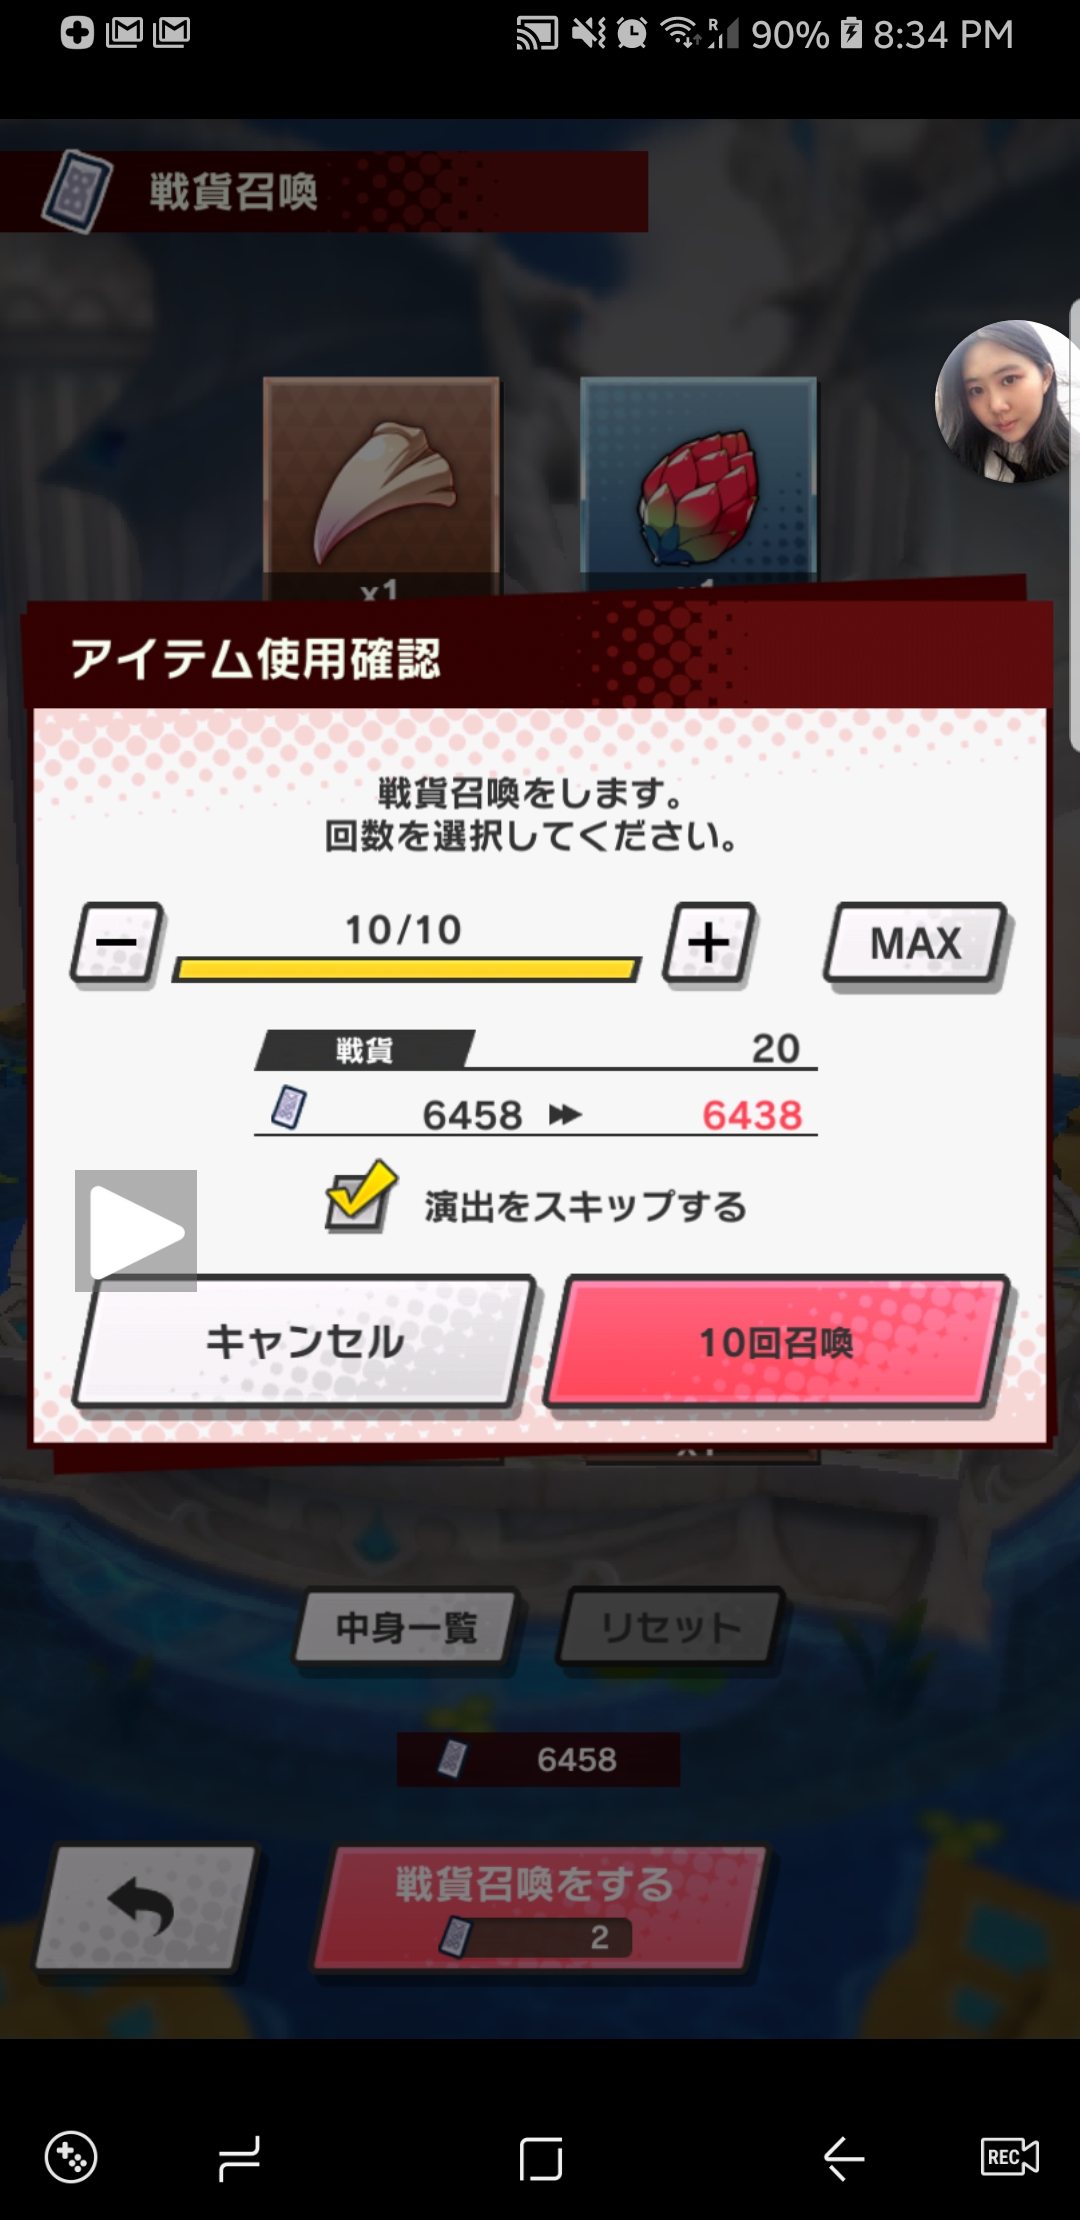 R 90% 8:34 PM
戦貨召喚
x1
x1
アイテム使用確認
戦貨召喚をします。
回数を選択してください。
10/10
MAX
戦貨 20
6458 6438
演出をスキップする
キャンセル
10回召喚
x1
中身一覧
リセット
6458
戦貨召喚をする
2
REC